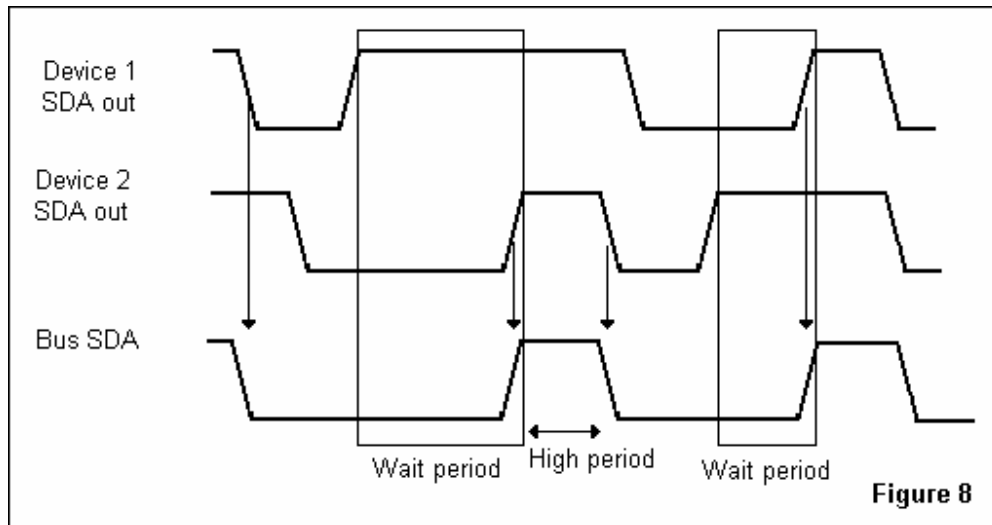 Device 1
SDA out
Device 2
SDA out
Bus SDA
Wait period
High period
Wait period
Figure 8